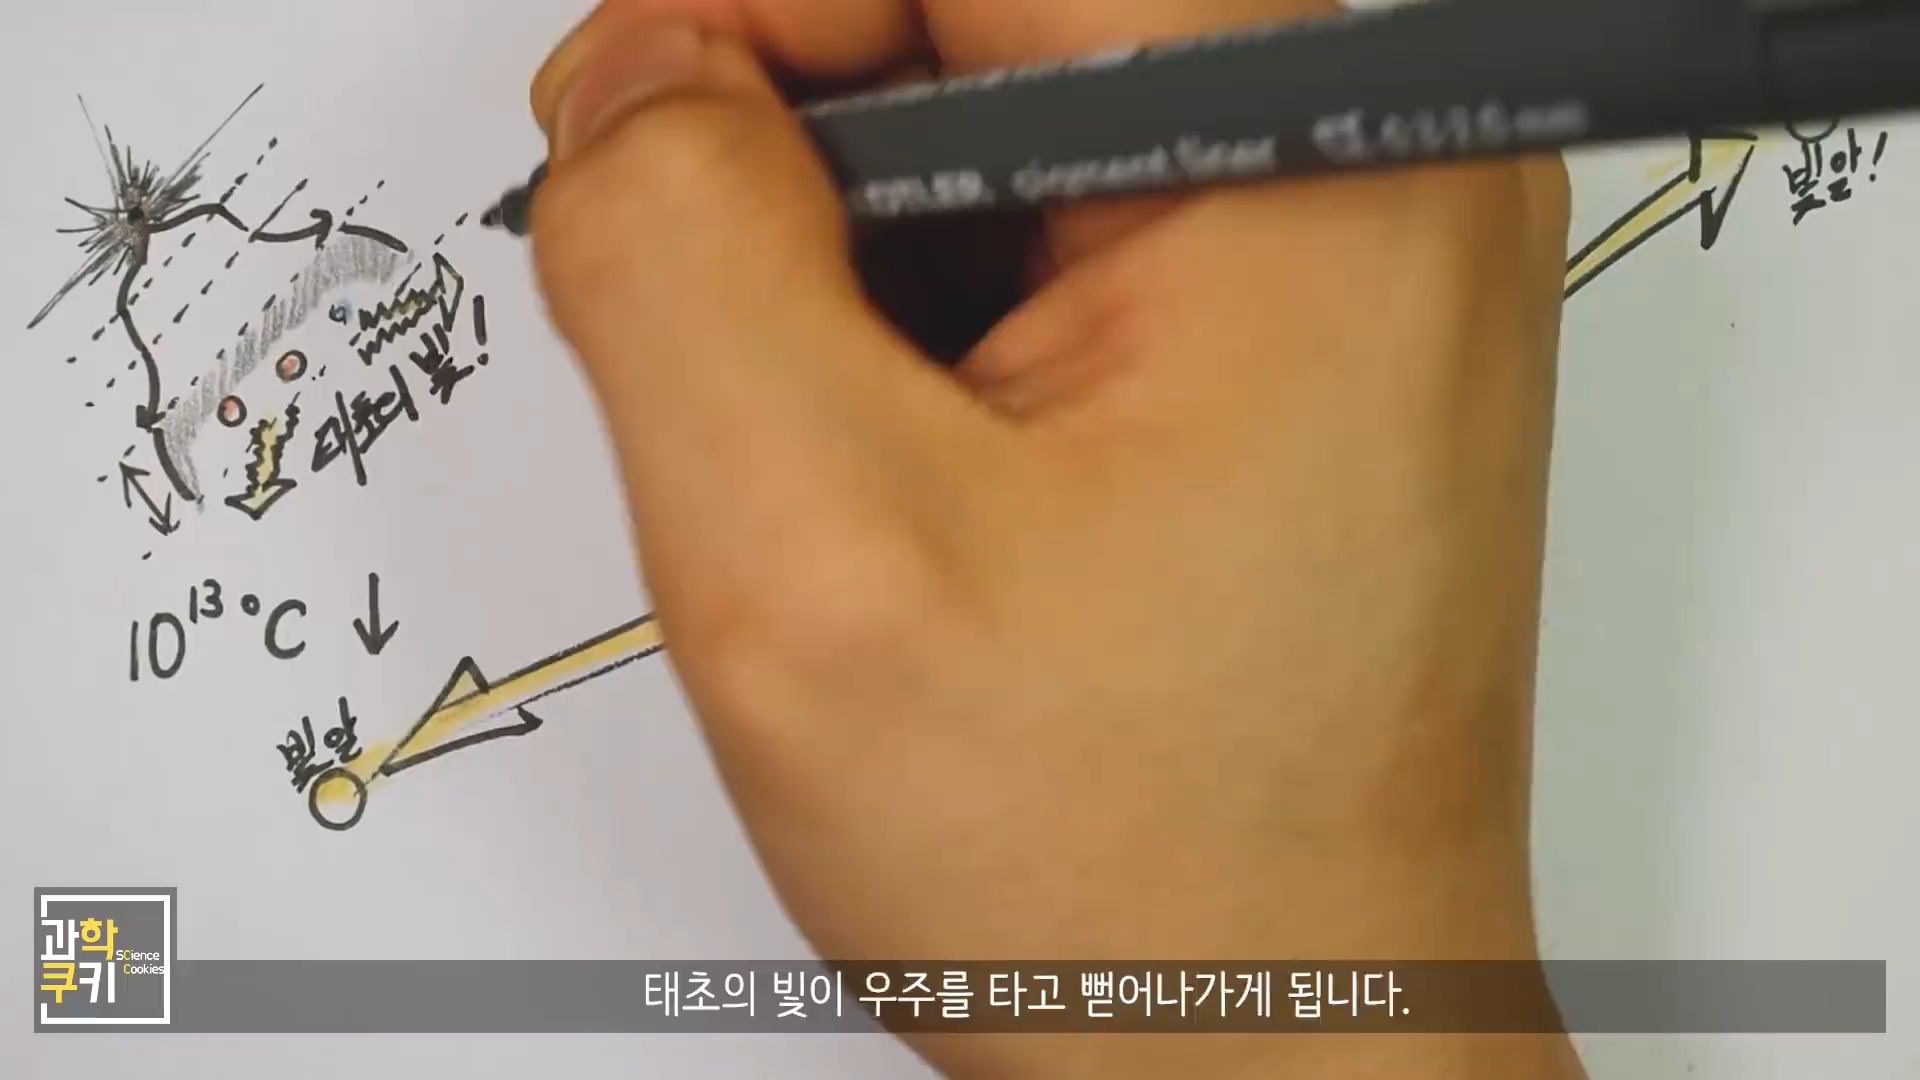 빛알!
태초의 빛!
10¹³ °C ↓
빛알
과학
쿠키
Science
Cookies
태초의 빛이 우주를 타고 뻗어나가게 됩니다.